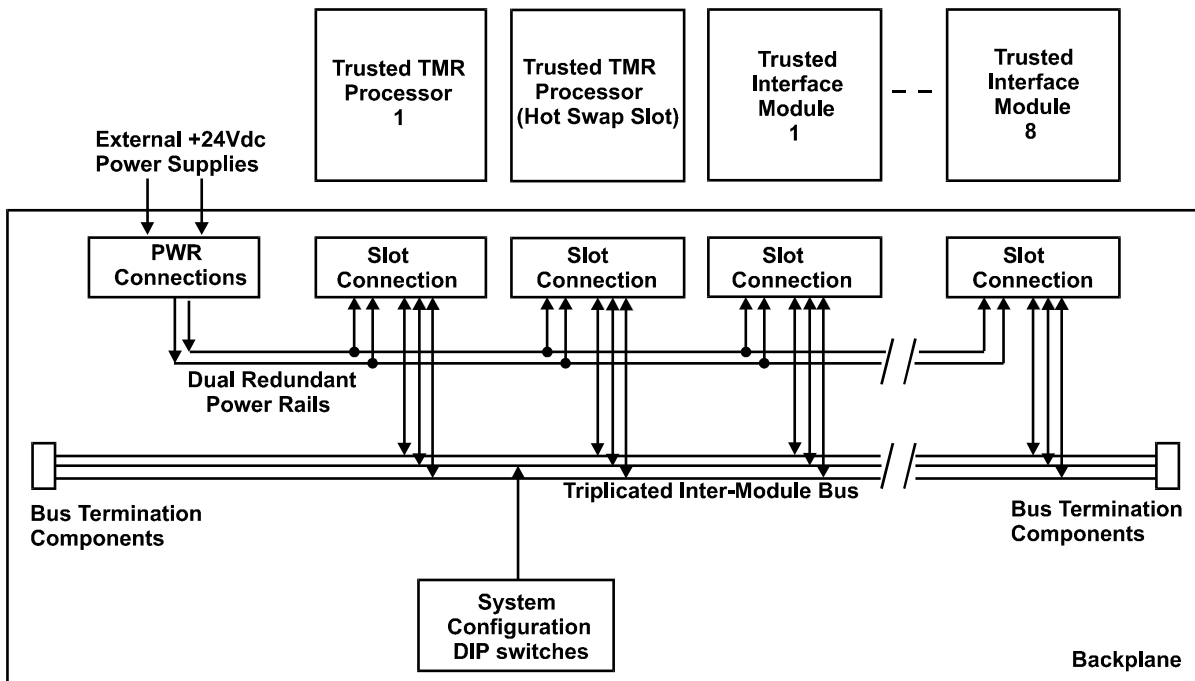 Trusted TMR
Processor
1
Trusted TMR
Processor
(Hot Swap Slot)
Trusted
Interface
Module
1
Trusted
Interface
Module
8
External +24Vdc
Power Supplies
PWR
Connections
Slot
Connection
Slot
Connection
Slot
Connection
Slot
Connection
Dual Redundant
Power Rails
Triplicated Inter-Module Bus
Bus Termination
Components
Bus Termination
Components
System
Configuration
DIP switches
Backplane